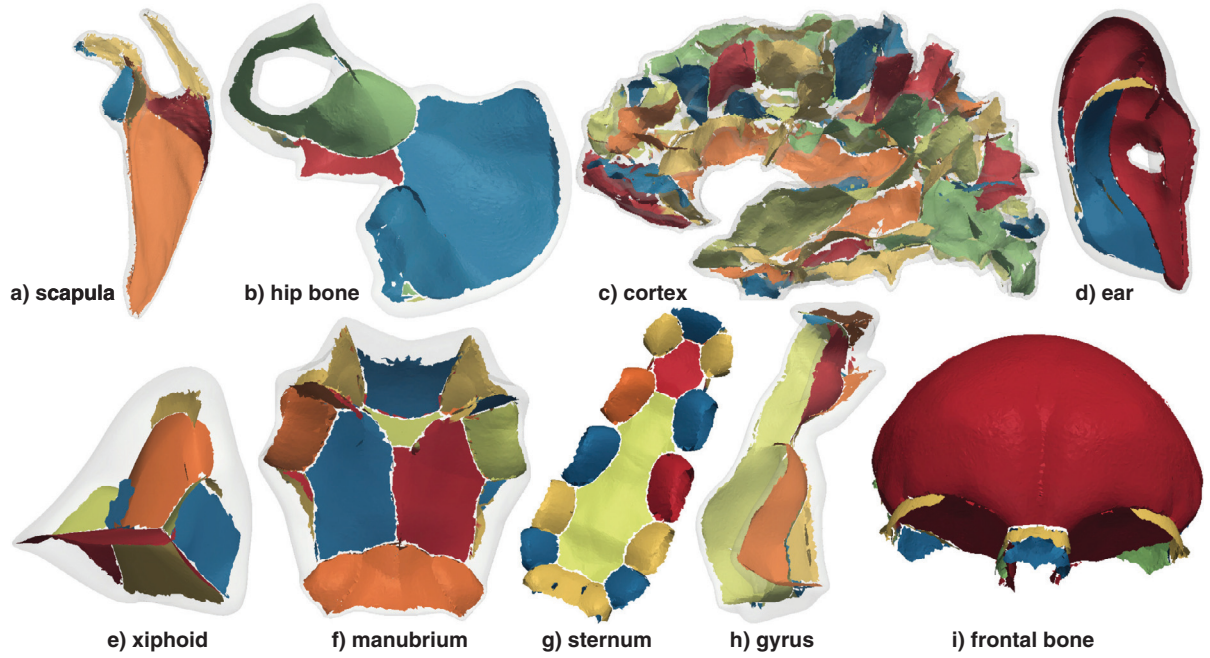 a) scapula
b) hip bone
c) cortex
d) ear
e) xiphoid
f) manubrium
g) sternum
h) gyrus
i) frontal bone